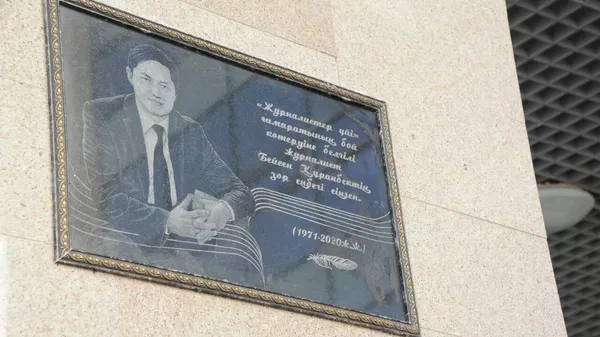 «Журналистер үйі»
ғимаратының бой
көтеруіне белгілі
журналист
Бейсен Құранбектің
зор еңбегі сіңген.
(1971-2020ж.ж.)